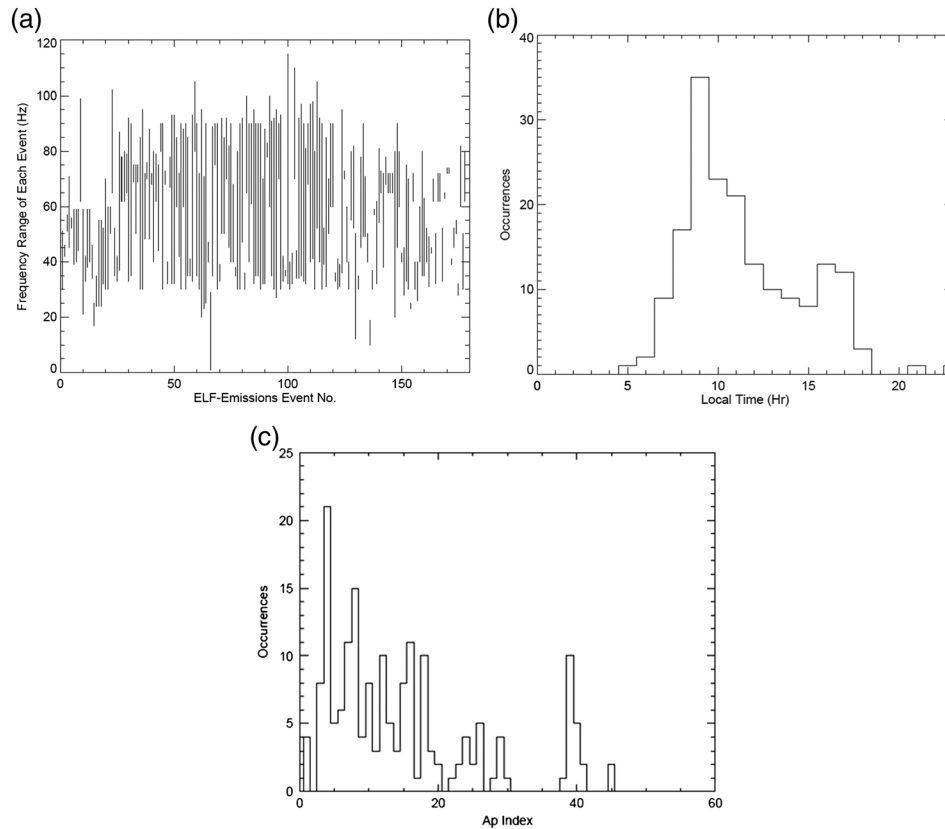 (a)
120
100
80
60
40
20
0
0 50 100 150
Frequency Range of Each Event (Hz)
ELF-Emissions Event No.
(b)
40
30
20
10
0
0 5 10 15 20
Occurrences
Local Time (Hr)
(c)
25
20
15
10
5
0
0 20 40 60
Occurrences
Ap Index